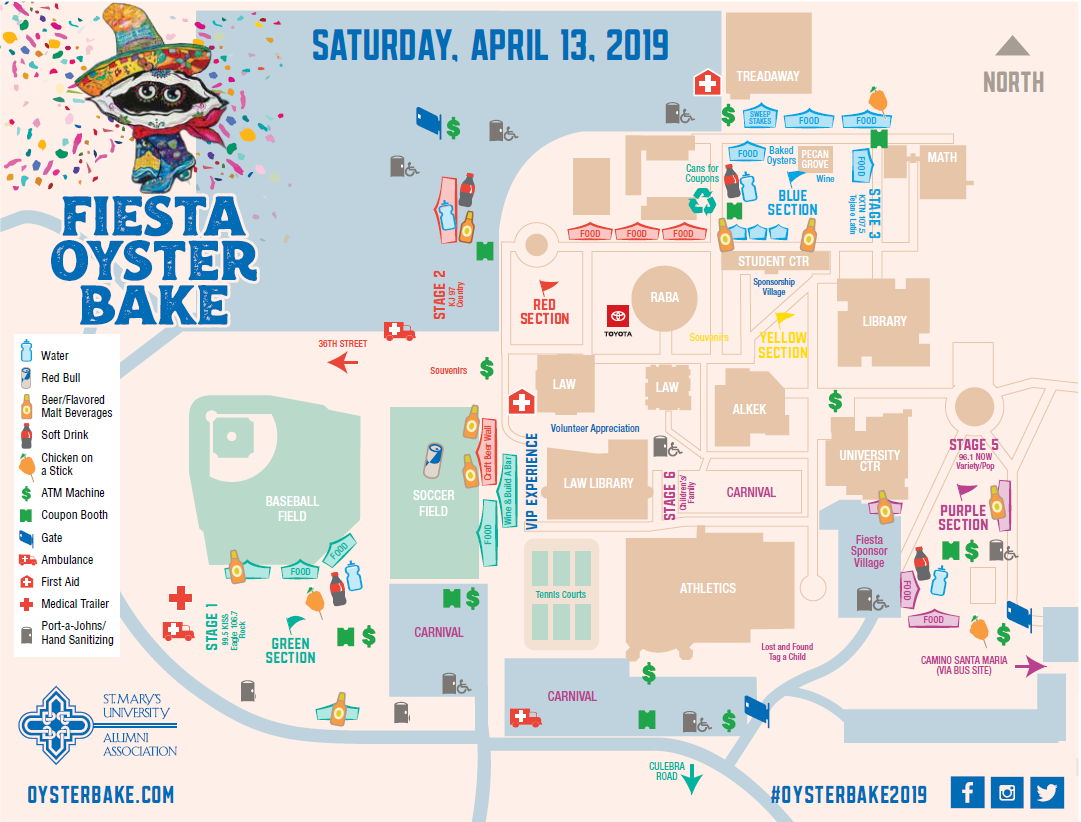 SATURDAY, APRIL 13, 2019
NORTH
FIESTA
OYSTER
BAKE
TREADAWAY
SWEEP
STAKES
FOOD
FOOD
FOOD
Baked
Oysters
PECAN
GROVE
Wine
FOOD
MATH
Cans for
Coupons
BLUE
SECTION
STAGE 3
KXTN 107.5
Tejano Latin
FOOD
FOOD
FOOD
STUDENT CTR
Sponsorship
Village
STAGE 2
KJ 97
Country
RED
SECTION
TOYOTA
RABA
Souvenirs
YELLOW
SECTION
LIBRARY
36TH STREET
Souvenirs
LAW
LAW
ALKEK
Volunteer Appreciation
Water
Red Bull
Beer/Flavored
Malt Beverages
Soft Drink
Chicken on
a Stick
ATM Machine
Coupon Booth
Gate
Ambulance
First Aid
Medical Trailer
Port-a-Johns/
Hand Sanitizing
BASEBALL
FIELD
SOCCER
FIELD
Craft Beer Wall
Wine & Build A Bar
FOOD
VIP EXPERIENCE
LAW LIBRARY
STAGE 6
Children's/
Family
CARNIVAL
UNIVERSITY
CTR
STAGE 5
96.1 NOW
Variety/Pop
PURPLE
SECTION
Fiesta
Sponsor
Village
FOOD
FOOD
FOOD
FOOD
Tennis Courts
ATHLETICS
STAGE 1
99.5 KISS
Eagle 106.7
Rock
GREEN
SECTION
CARNIVAL
Lost and Found
Tag a Child
CAMINO SANTA MARIA
(VIA BUS SITE)
CARNIVAL
ST. MARY'S
UNIVERSITY
ALUMNI
ASSOCIATION
CULEBRA
ROAD
OYSTERBAKE.COM
#OYSTERBAKE2019